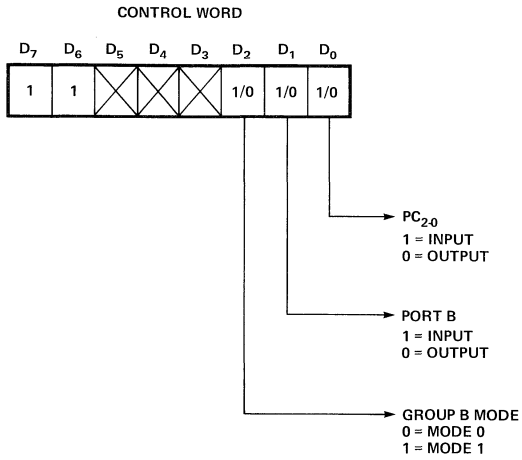 CONTROL WORD
D7 D6 D5 D4 D3 D2 D1 D0
1 1 1/0 1/0 1/0
PC2-0
1 = INPUT
0 = OUTPUT
PORT B
1 = INPUT
0 = OUTPUT
GROUP B MODE
0 = MODE 0
1 = MODE 1